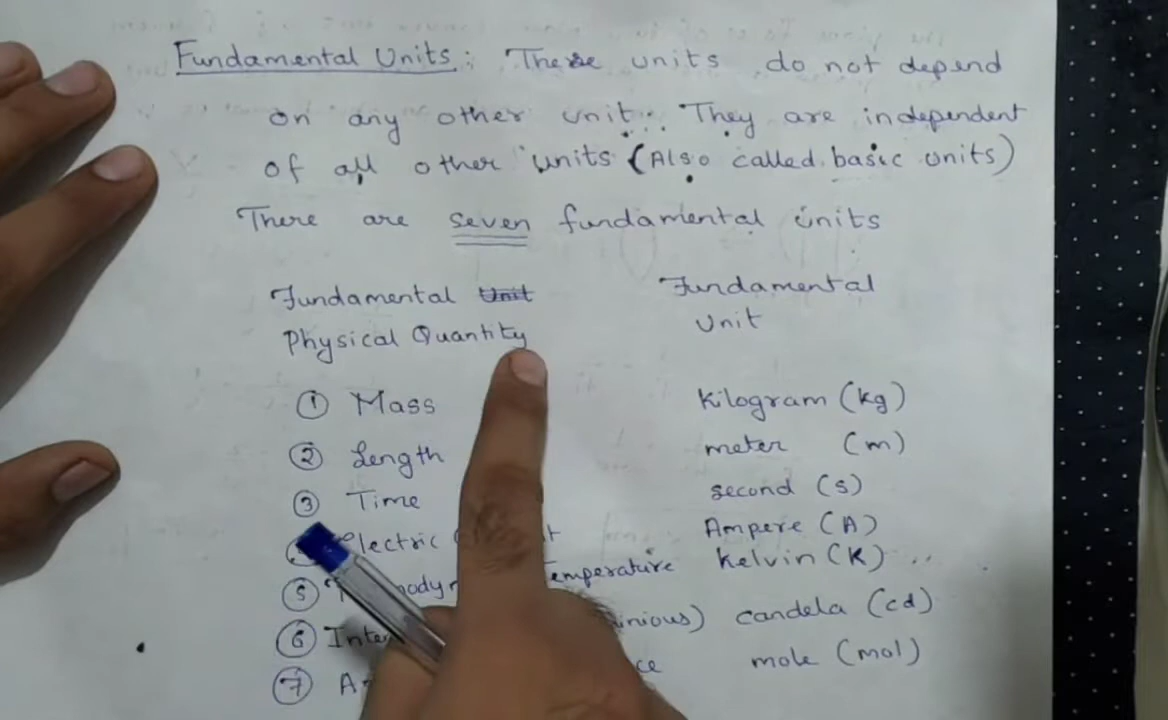 Fundamental Units: These units do not depend
on any other unit. They are independent
of all other units (Also called basic units)
There are seven fundamental units
Fundamental Unit Fundamental
Physical Quantity Unit
① Mass Kilogram (kg)
② Length meter (m)
③ Time second (s)
Electric Ampere (A)
⑤ Temperature Kelvin (K)
⑥ candela (cd)
⑦ mole (mol)